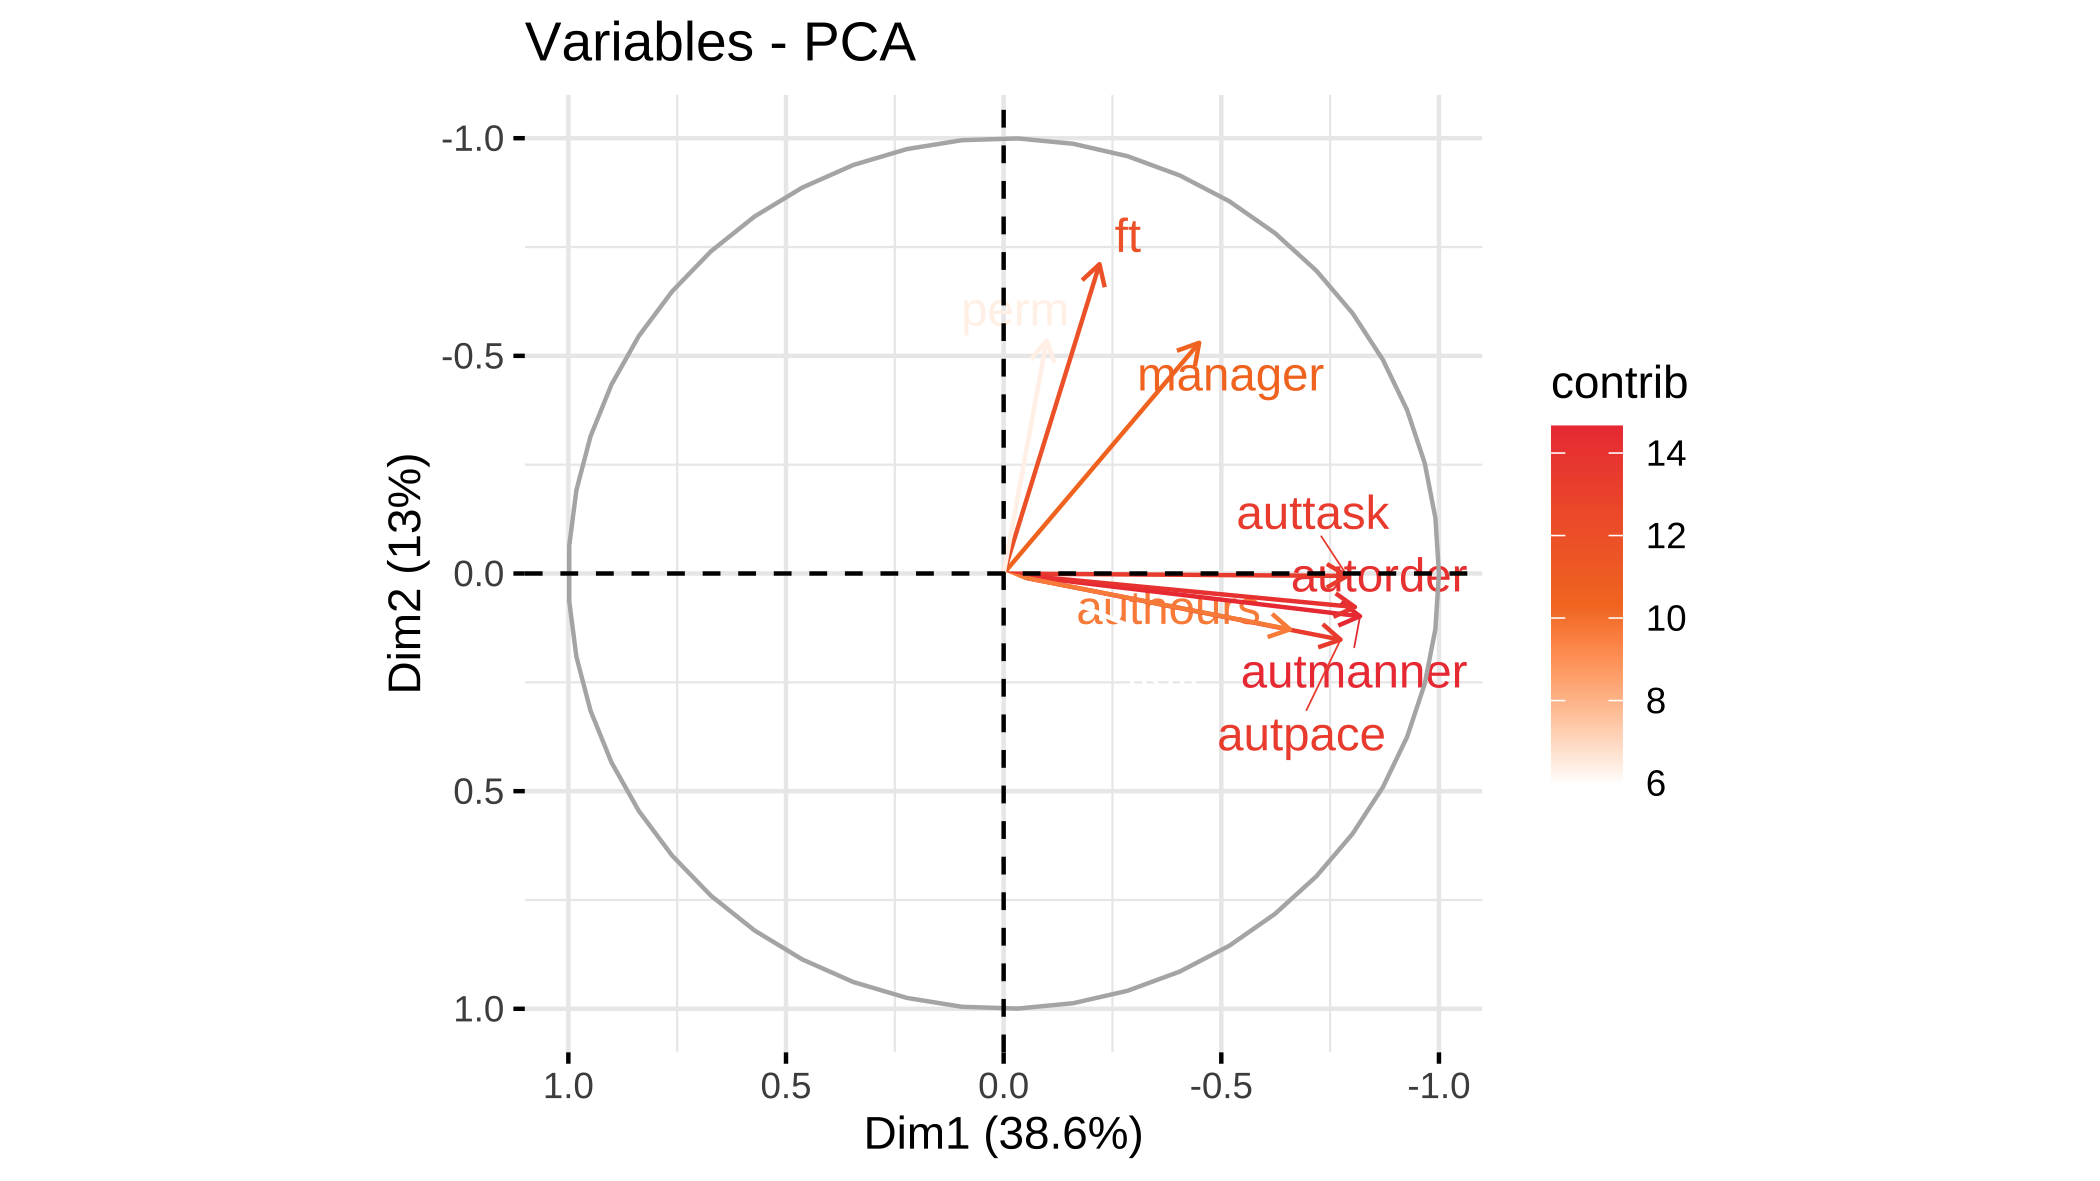 Variables - PCA
-1.0
-0.5
0.0
0.5
1.0
Dim2 (13%)
ft
perm
manager
auttask
autorder
authours
autmanner
autpace
1.0
0.5
0.0
-0.5
-1.0
Dim1 (38.6%)
contrib
14
12
10
8
6